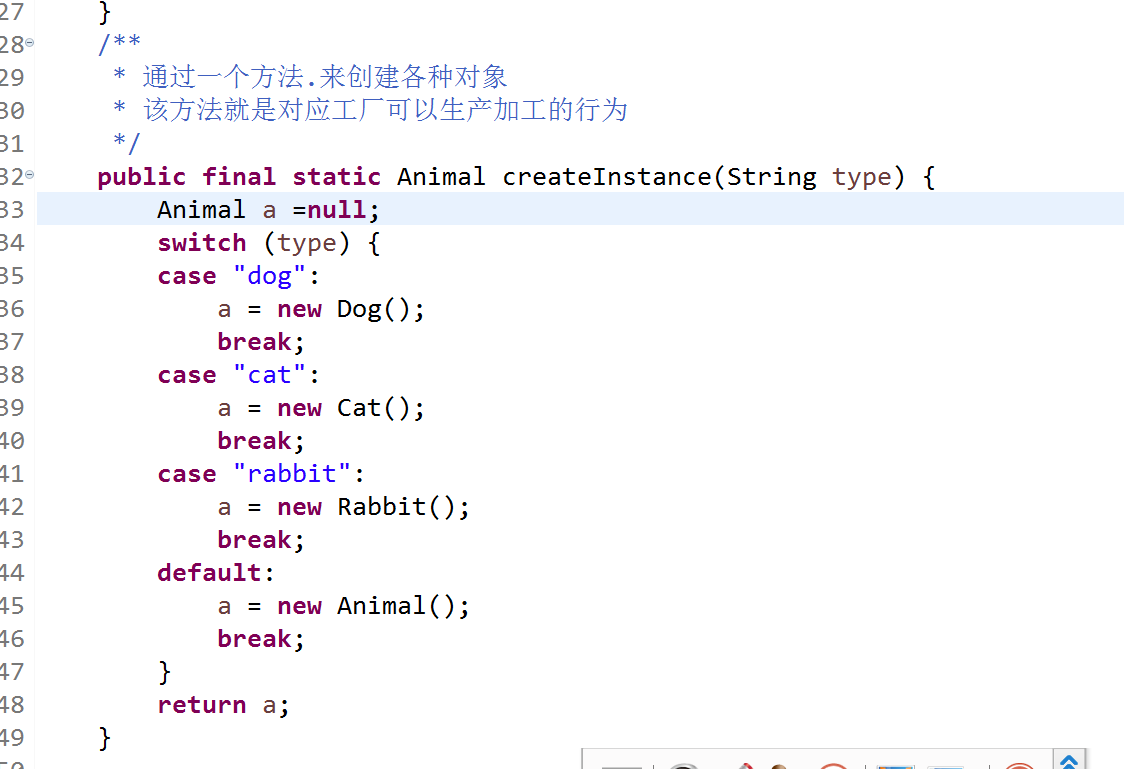 27 }
28 /**
29 * 通过一个方法.来创建各种对象
30 * 该方法就是对应工厂可以生产加工的行为
31 */
32 public final static Animal createInstance(String type) {
33 Animal a =null;
34 switch (type) {
35 case "dog":
36 a = new Dog();
37 break;
38 case "cat":
39 a = new Cat();
40 break;
41 case "rabbit":
42 a = new Rabbit();
43 break;
44 default:
45 a = new Animal();
46 break;
47 }
48 return a;
49 }